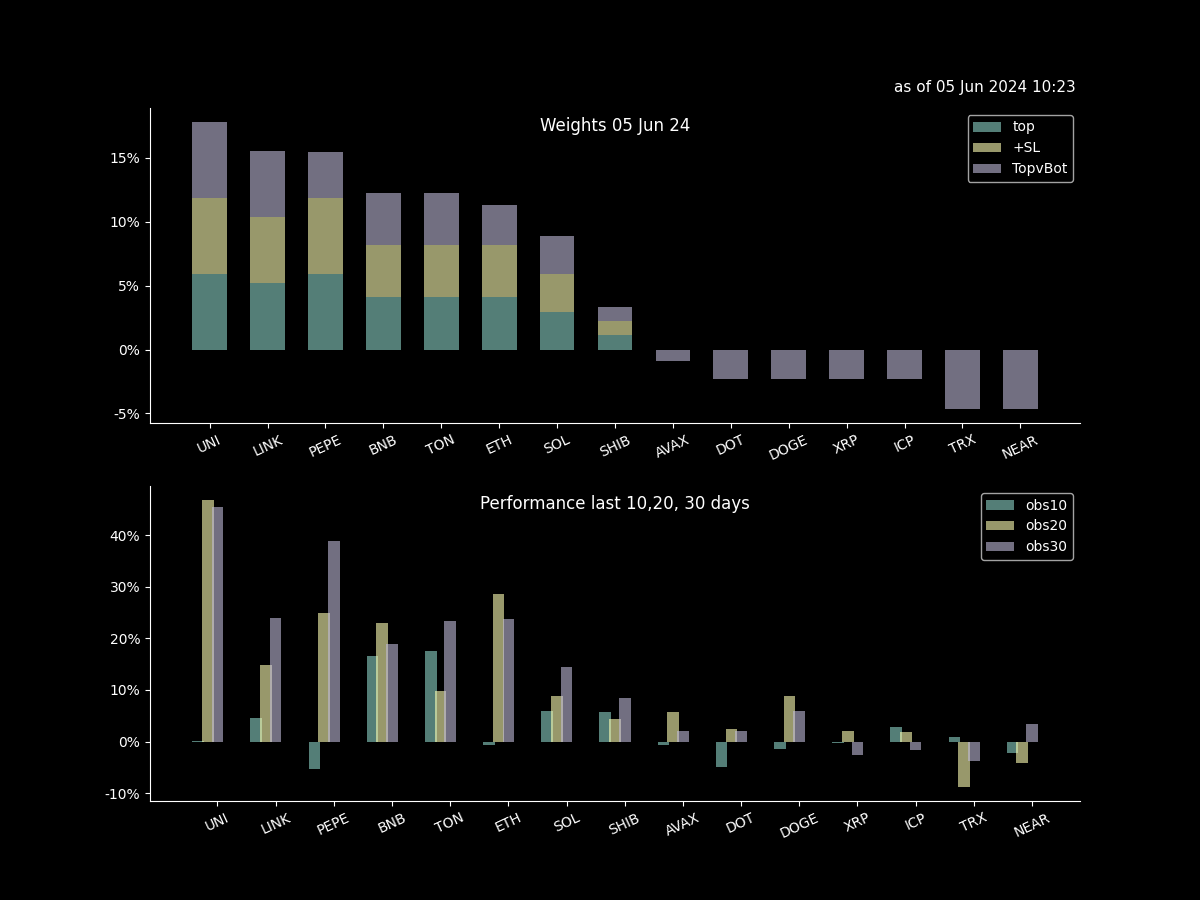 as of 05 Jun 2024 10:23
Weights 05 Jun 24
top
+SL
TopvBot
15%
10%
5%
0%
-5%
UNI LINK PEPE BNB TON ETH SOL SHIB AVAX DOT DOGE XRP ICP TRX NEAR
Performance last 10,20, 30 days
obs10
obs20
obs30
40%
30%
20%
10%
0%
-10%
UNI LINK PEPE BNB TON ETH SOL SHIB AVAX DOT DOGE XRP ICP TRX NEAR